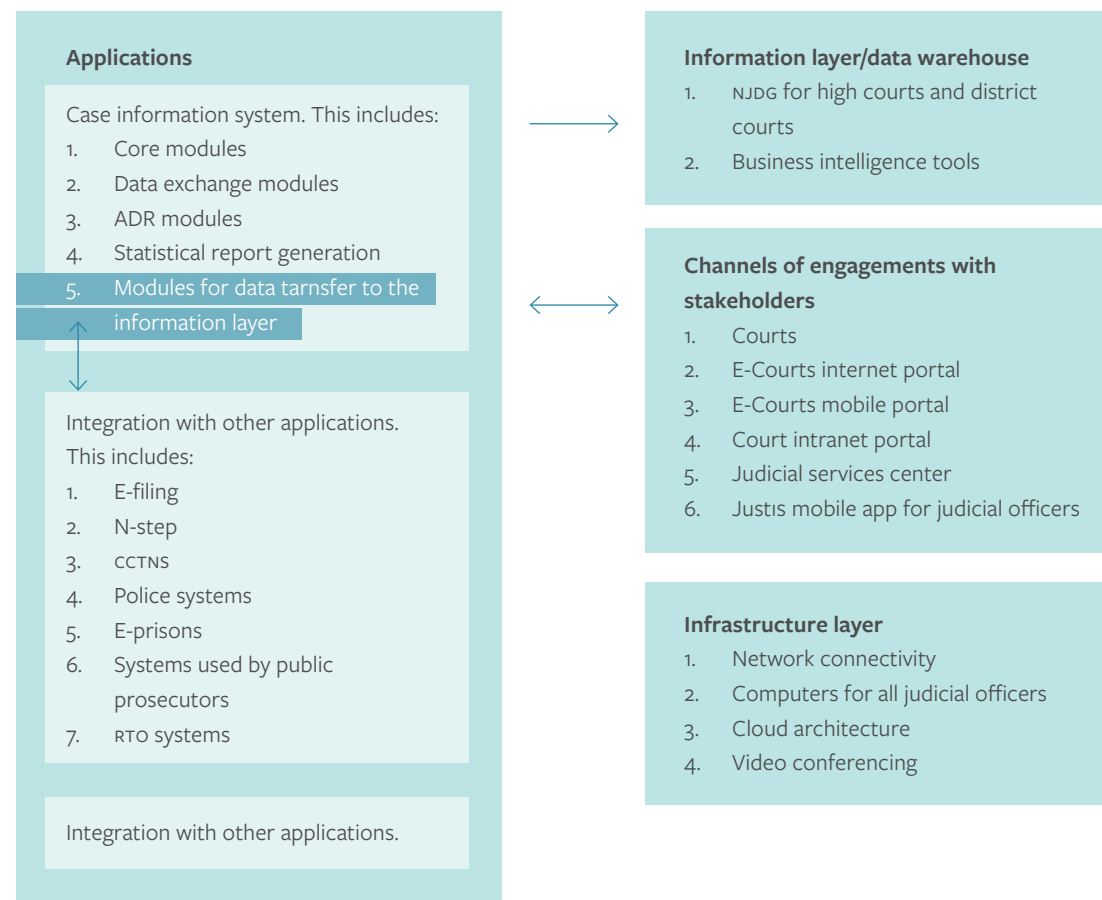 Applications
Case information system. This includes:
1. Core modules
2. Data exchange modules
3. ADR modules
4. Statistical report generation
5. Modules for data tarnsfer to the
information layer
Integration with other applications.
This includes:
1. E-filing
2. N-step
3. CCTNS
4. Police systems
5. E-prisons
6. Systems used by public
prosecutors
7. RTO systems
Integration with other applications.
Information layer/data warehouse
1. NJDG for high courts and district
courts
2. Business intelligence tools
Channels of engagements with
stakeholders
1. Courts
2. E-Courts internet portal
3. E-Courts mobile portal
4. Court intranet portal
5. Judicial services center
6. JustIS mobile app for judicial officers
Infrastructure layer
1. Network connectivity
2. Computers for all judicial officers
3. Cloud architecture
4. Video conferencing